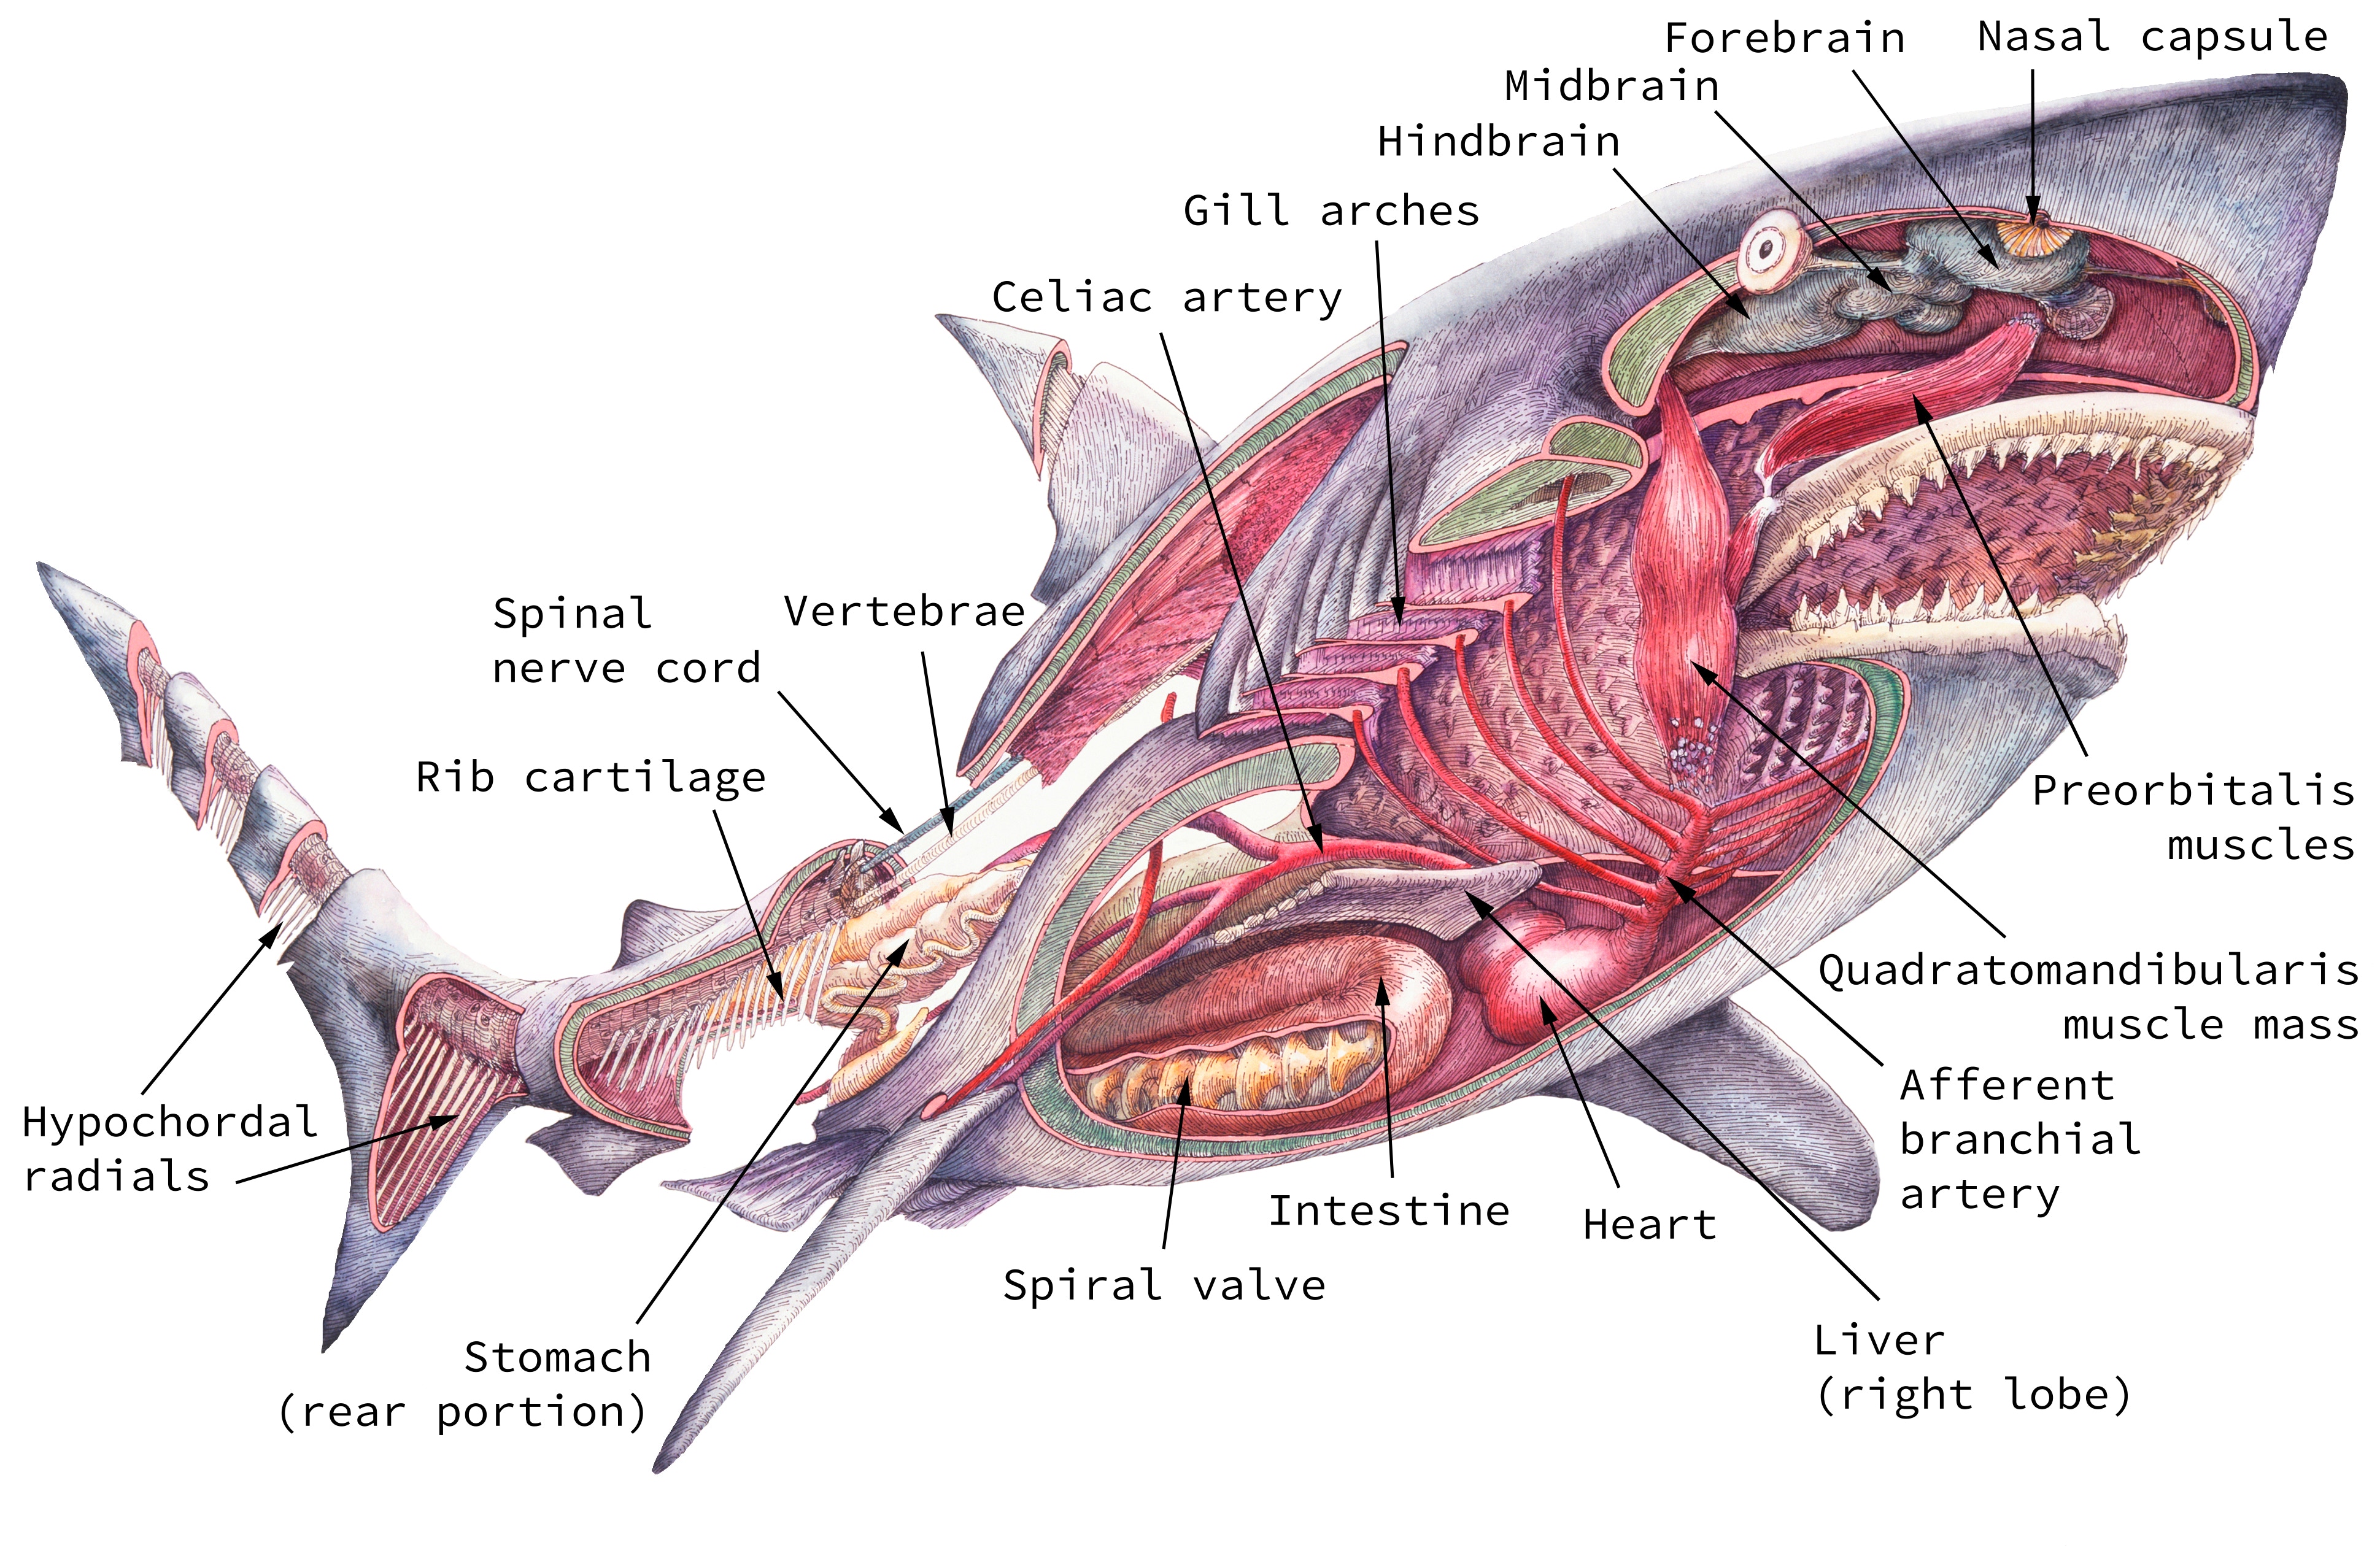 Forebrain
Nasal capsule
Midbrain
Hindbrain
Gill arches
Celiac artery
Spinal
nerve cord
Vertebrae
Rib cartilage
Preorbitalis
muscles
Quadratomandibularis
muscle mass
Afferent
branchial
artery
Hypochordal
radials
Intestine
Heart
Spiral valve
Stomach
(rear portion)
Liver
(right lobe)